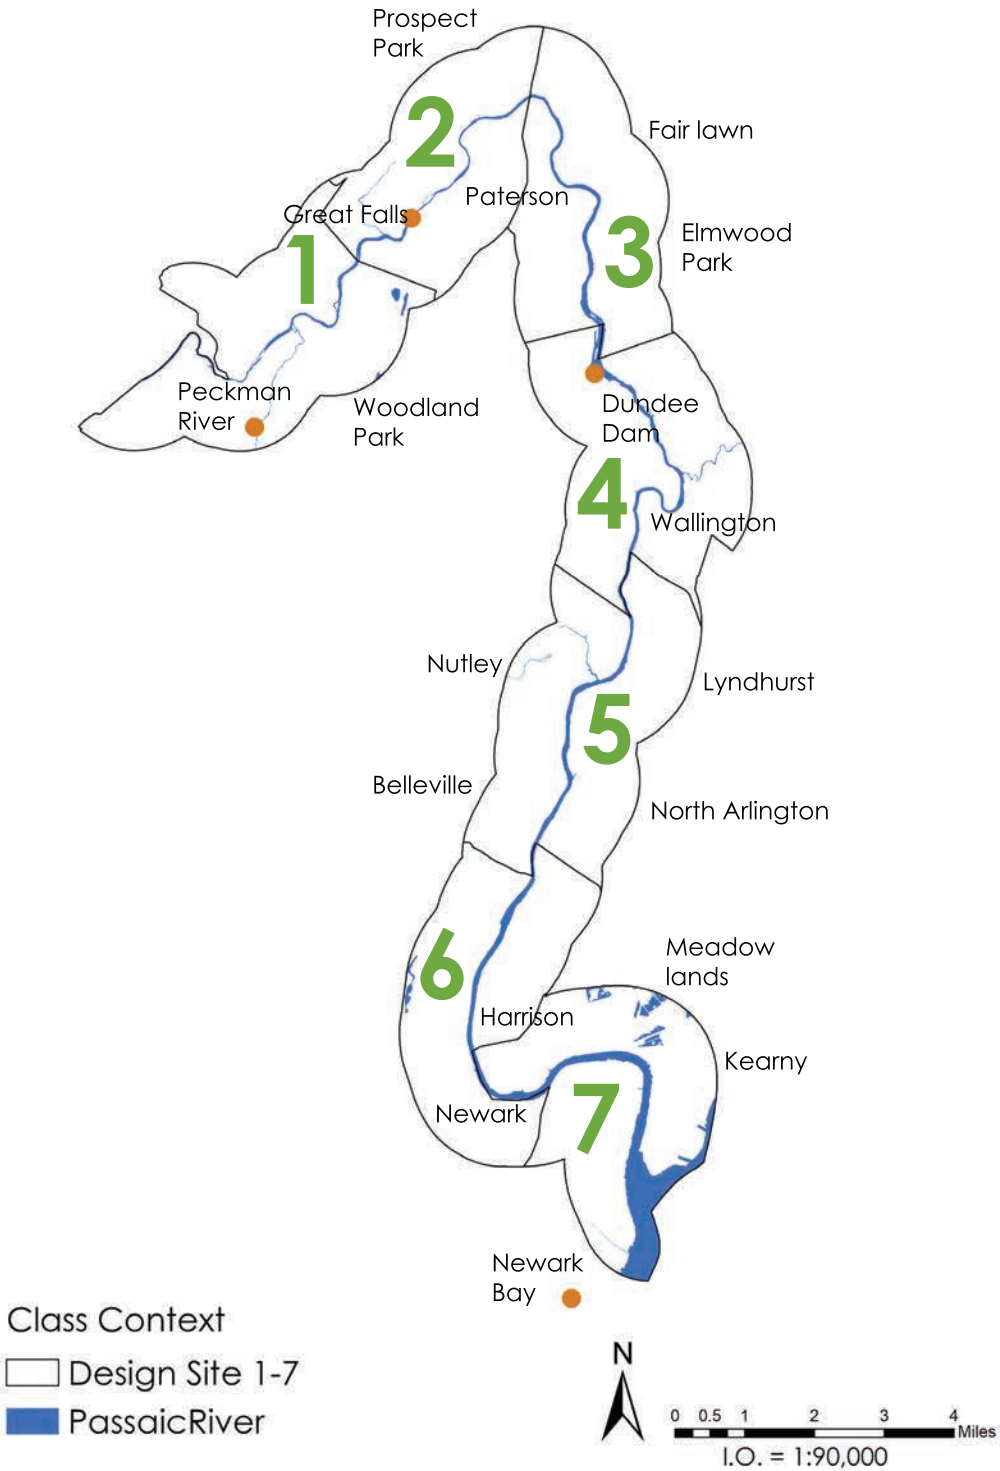 Prospect
Park
2
Fair lawn
Paterson
Great Falls
Elmwood
Park
3
1
Peckman
River
Woodland
Park
Dundee
Dam
4
Wallington
Nutley
Lyndhurst
5
Belleville
North Arlington
6
Meadow
lands
Harrison
Kearny
7
Newark
Newark
Bay
Class Context
Design Site 1-7
PassaicRiver
N
0 0.5 1 2 3 4
Miles
I.O. = 1:90,000